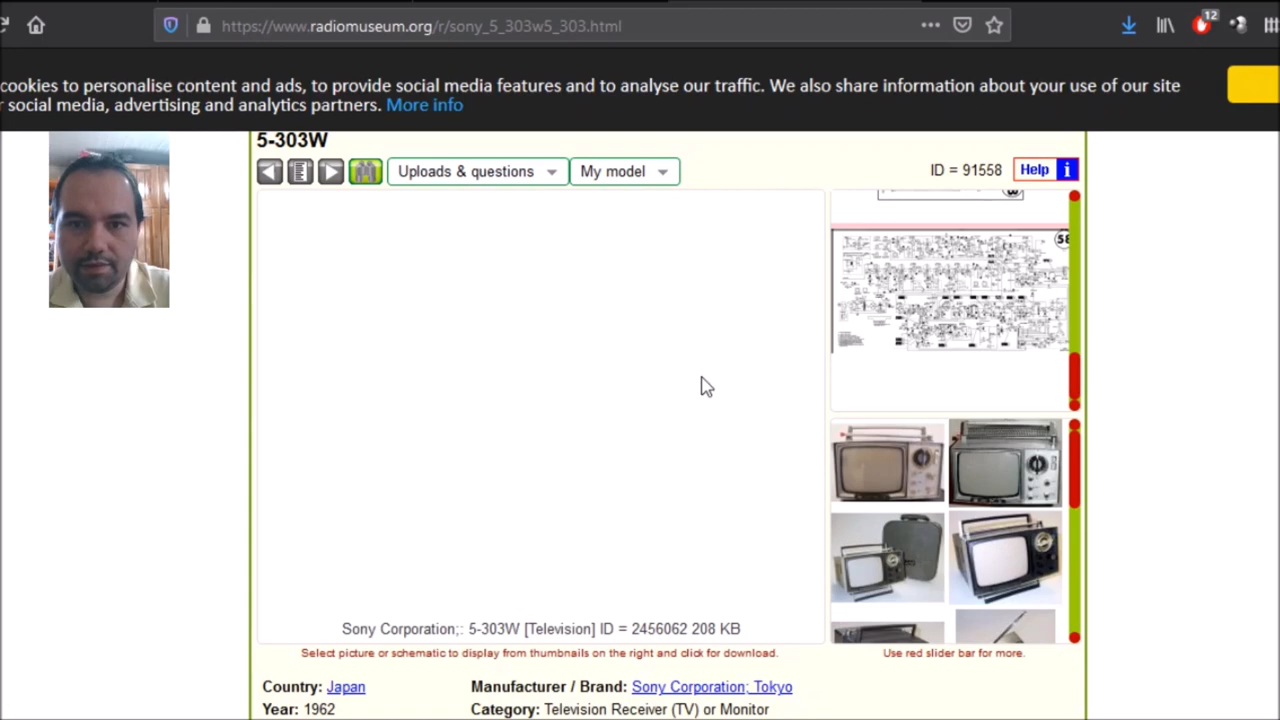 https://www.radiomuseum.org/r/sony_5_303w5_303.html
12
cookies to personalise content and ads, to provide social media features and to analyse our traffic. We also share information about your use of our site
social media, advertising and analytics partners. More info
5-303W
Uploads & questions
My model
ID = 91558
Help i
58
Sony Corporation;: 5-303W [Television] ID = 2456062 208 KB
Select picture or schematic to display from thumbnails on the right and click for download.
Use red slider bar for more.
Country: Japan
Manufacturer / Brand: Sony Corporation; Tokyo
Year: 1962
Category: Television Receiver (TV) or Monitor